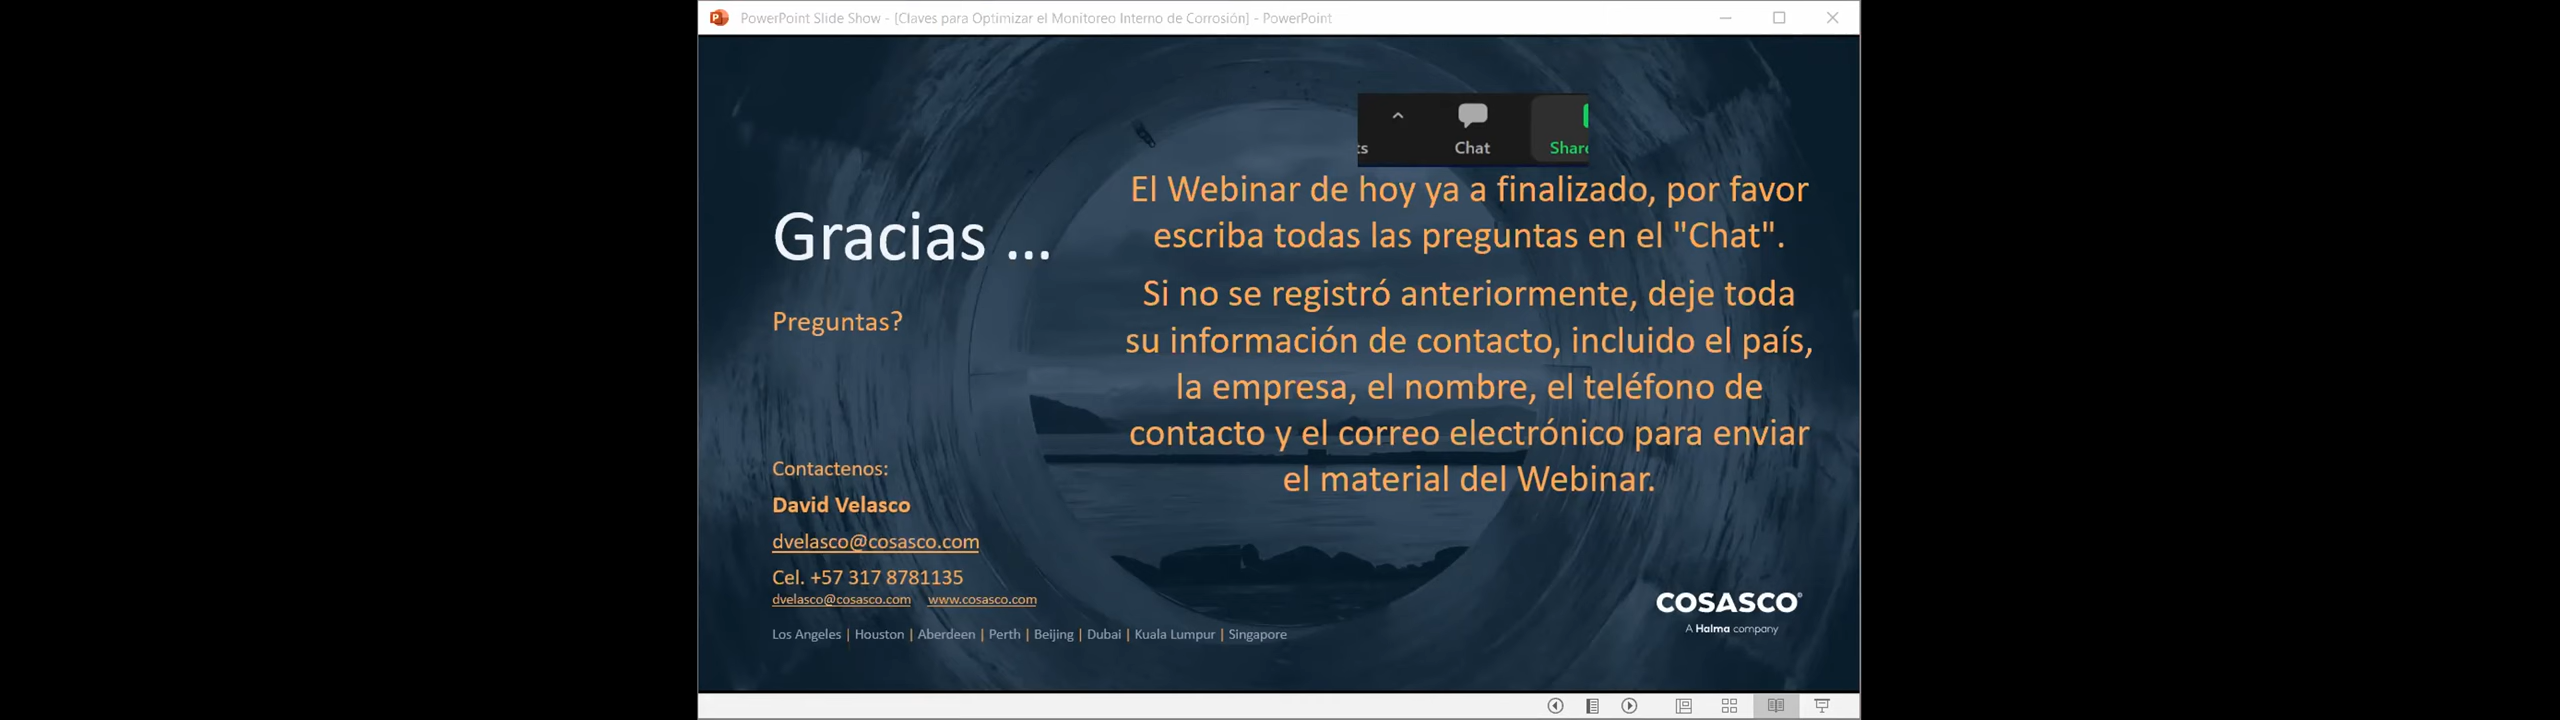 PowerPoint Slide Show - [Claves para Optimizar el Monitoreo Interno de Corrosión] - PowerPoint
ts
Chat
Share
Gracias ...
Preguntas?
El Webinar de hoy ya a finalizado, por favor
escriba todas las preguntas en el "Chat".
Si no se registró anteriormente, deje toda
su información de contacto, incluido el país,
la empresa, el nombre, el teléfono de
contacto y el correo electrónico para enviar
el material del Webinar.
Contactenos:
David Velasco
dvelasco@cosasco.com
Cel. +57 317 8781135
dvelasco@cosasco.com www.cosasco.com
Los Angeles | Houston | Aberdeen | Perth | Beijing | Dubai | Kuala Lumpur | Singapore
COSASCO®
A Halma company